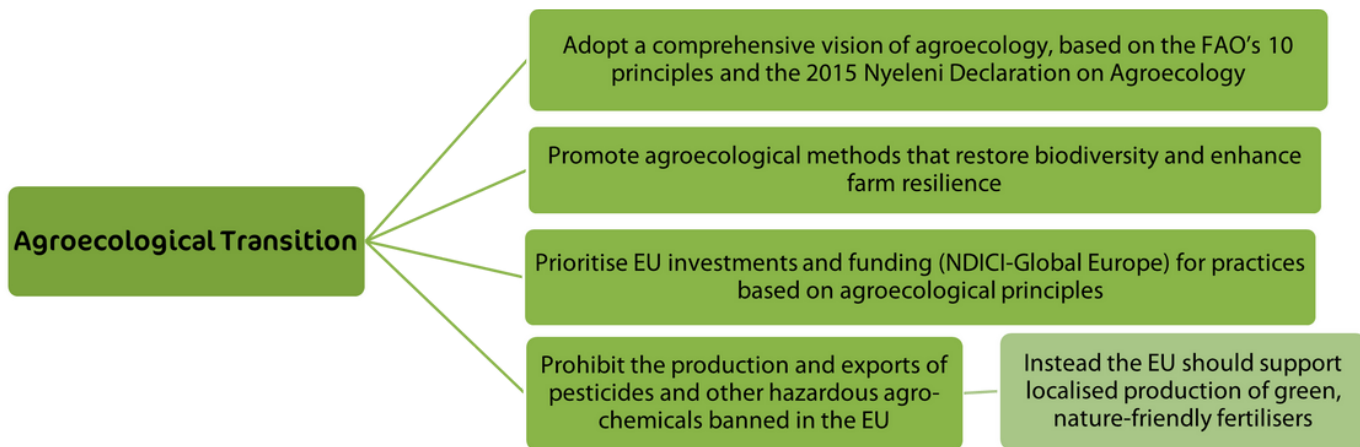 Agroecological Transition
Adopt a comprehensive vision of agroecology, based on the FAO's 10
principles and the 2015 Nyeleni Declaration on Agroecology
Promote agroecological methods that restore biodiversity and enhance
farm resilience
Prioritise EU investments and funding (NDICI-Global Europe) for practices
based on agroecological principles
Prohibit the production and exports of
pesticides and other hazardous agro-
chemicals banned in the EU
Instead the EU should support
localised production of green,
nature-friendly fertilisers